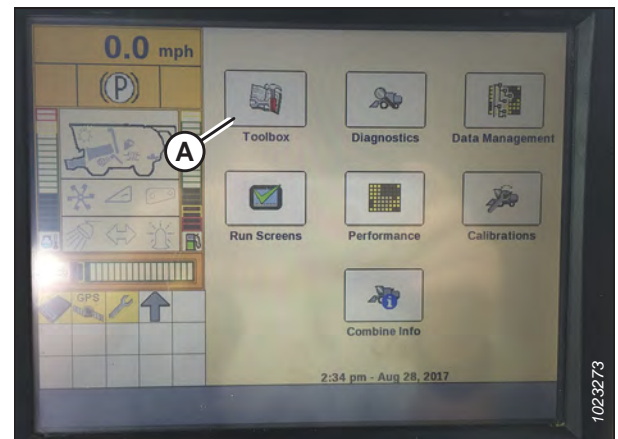 0.0 mph
(P)
A
Toolbox
Diagnostics
Data Management
Run Screens
Performance
Calibrations
GPS
Combine Info
2:34 pm - Aug 28, 2017
1023273